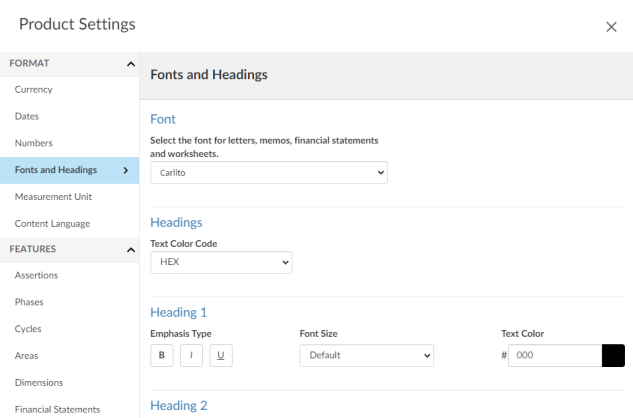 Product Settings
FORMAT
Currency
Dates
Numbers
Fonts and Headings
Measurement Unit
Content Language
FEATURES
Assertions
Phases
Cycles
Areas
Dimensions
Financial Statements
Fonts and Headings
Font
Select the font for letters, memos, financial statements
and worksheets.
Carlito
Headings
Text Color Code
HEX
Heading 1
Emphasis Type Font Size Text Color
B I U Default # 000
Heading 2